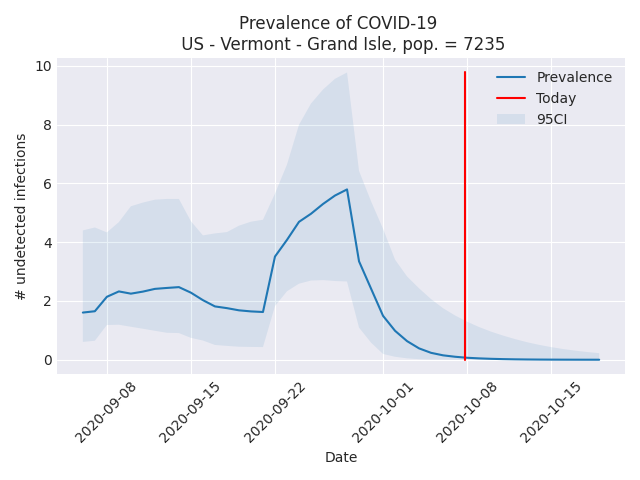 Prevalence of COVID-19
US - Vermont - Grand Isle, pop. = 7235
10
8
6
4
2
0
# undetected infections
Prevalence
Today
95CI
2020-09-08
2020-09-15
2020-09-22
2020-10-01
2020-10-08
2020-10-15
Date